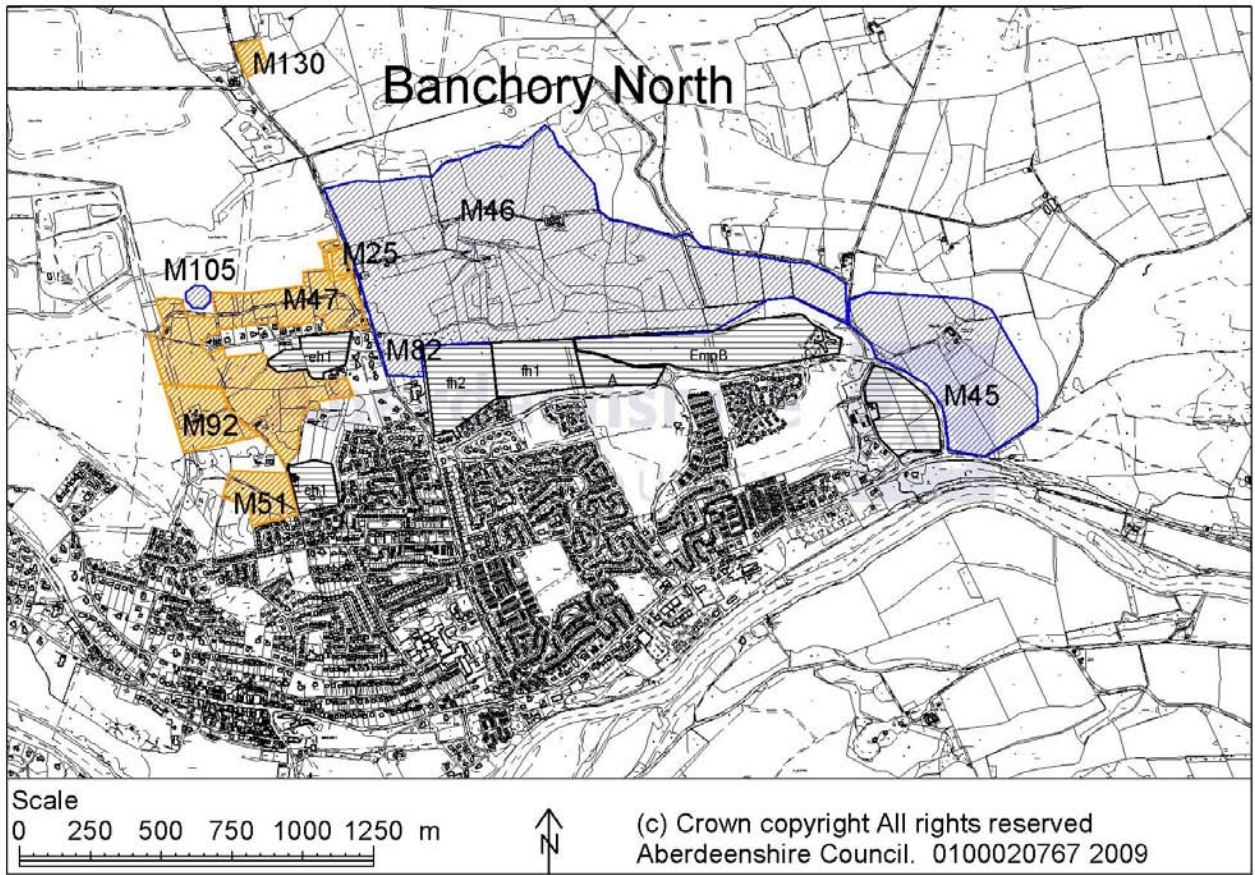 M130
Banchory North
M46
M25
M105
M47
M82
eh1
EmpB
fh1
fh2
A
M45
M92
M51
eh1
Scale
0 250 500 750 1000 1250 m
N
(c) Crown copyright All rights reserved
Aberdeenshire Council. 0100020767 2009